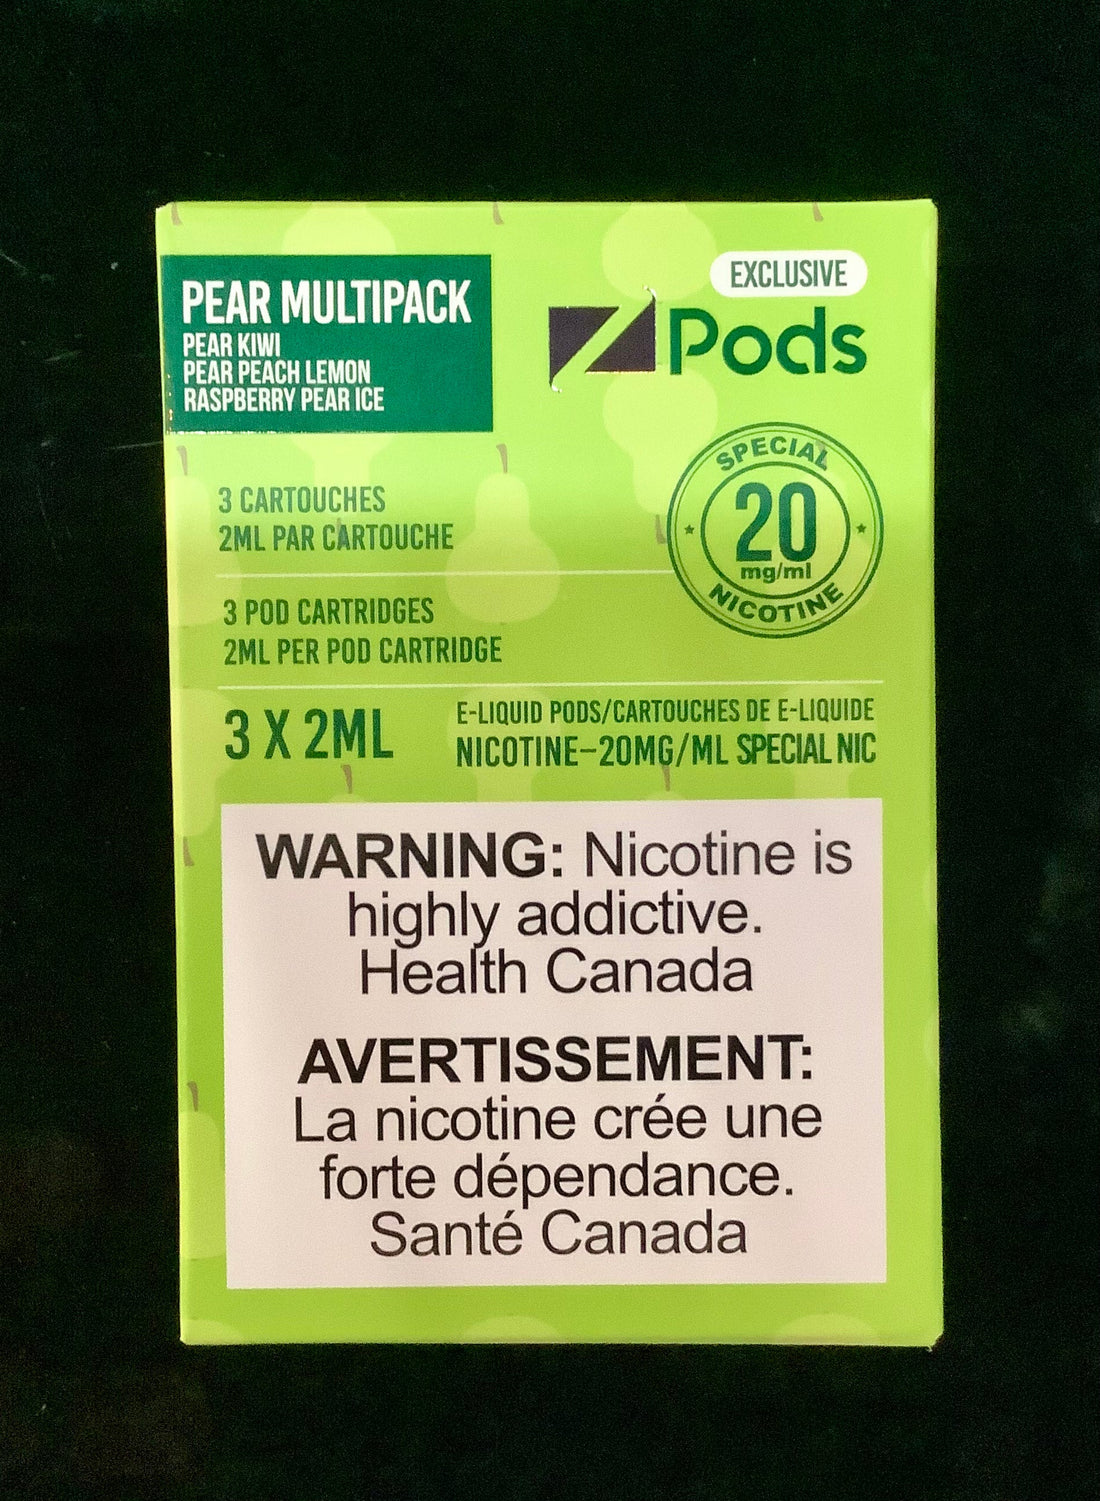 PEAR MULTIPACK
PEAR KIWI
PEAR PEACH LEMON
RASPBERRY PEAR ICE
EXCLUSIVE
Z Pods
SPECIAL
20
mg/ml
NICOTINE
3 CARTOUCHES
2ML PAR CARTOUCHE
3 POD CARTRIDGES
2ML PER POD CARTRIDGE
3 X 2ML
E-LIQUID PODS/CARTOUCHES DE E-LIQUIDE
NICOTINE–20MG/ML SPECIAL NIC
WARNING: Nicotine is
highly addictive.
Health Canada
AVERTISSEMENT:
La nicotine crée une
forte dépendance.
Santé Canada